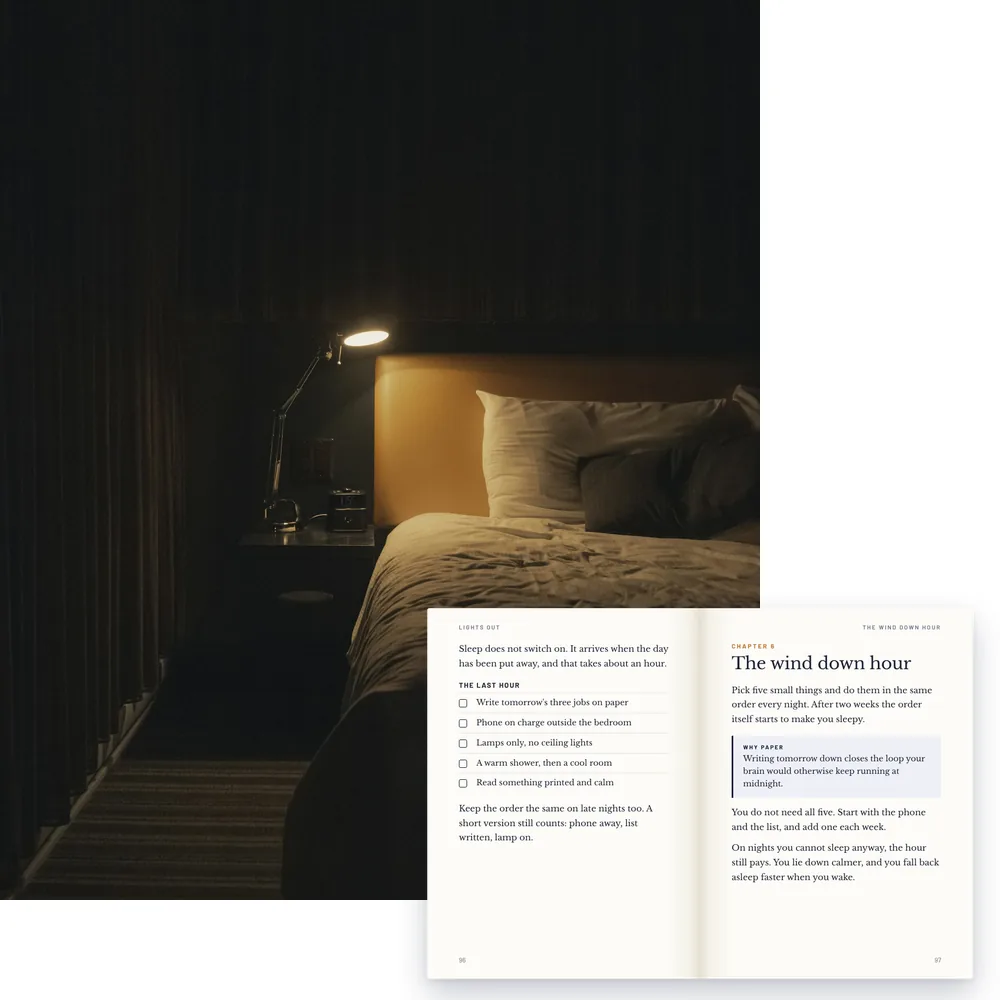 LIGHTS OUT
Sleep does not switch on. It arrives when the day
has been put away, and that takes about an hour.
THE LAST HOUR
Write tomorrow's three jobs on paper
Phone on charge outside the bedroom
Lamps only, no ceiling lights
A warm shower, then a cool room
Read something printed and calm
Keep the order the same on late nights too. A
short version still counts: phone away, list
written, lamp on.
96
THE WIND DOWN HOUR
CHAPTER 6
The wind down hour
Pick five small things and do them in the same
order every night. After two weeks the order
itself starts to make you sleepy.
WHY PAPER
Writing tomorrow down closes the loop your
brain would otherwise keep running at
midnight.
You do not need all five. Start with the phone
and the list, and add one each week.
On nights you cannot sleep anyway, the hour
still pays. You lie down calmer, and you fall back
asleep faster when you wake.
97